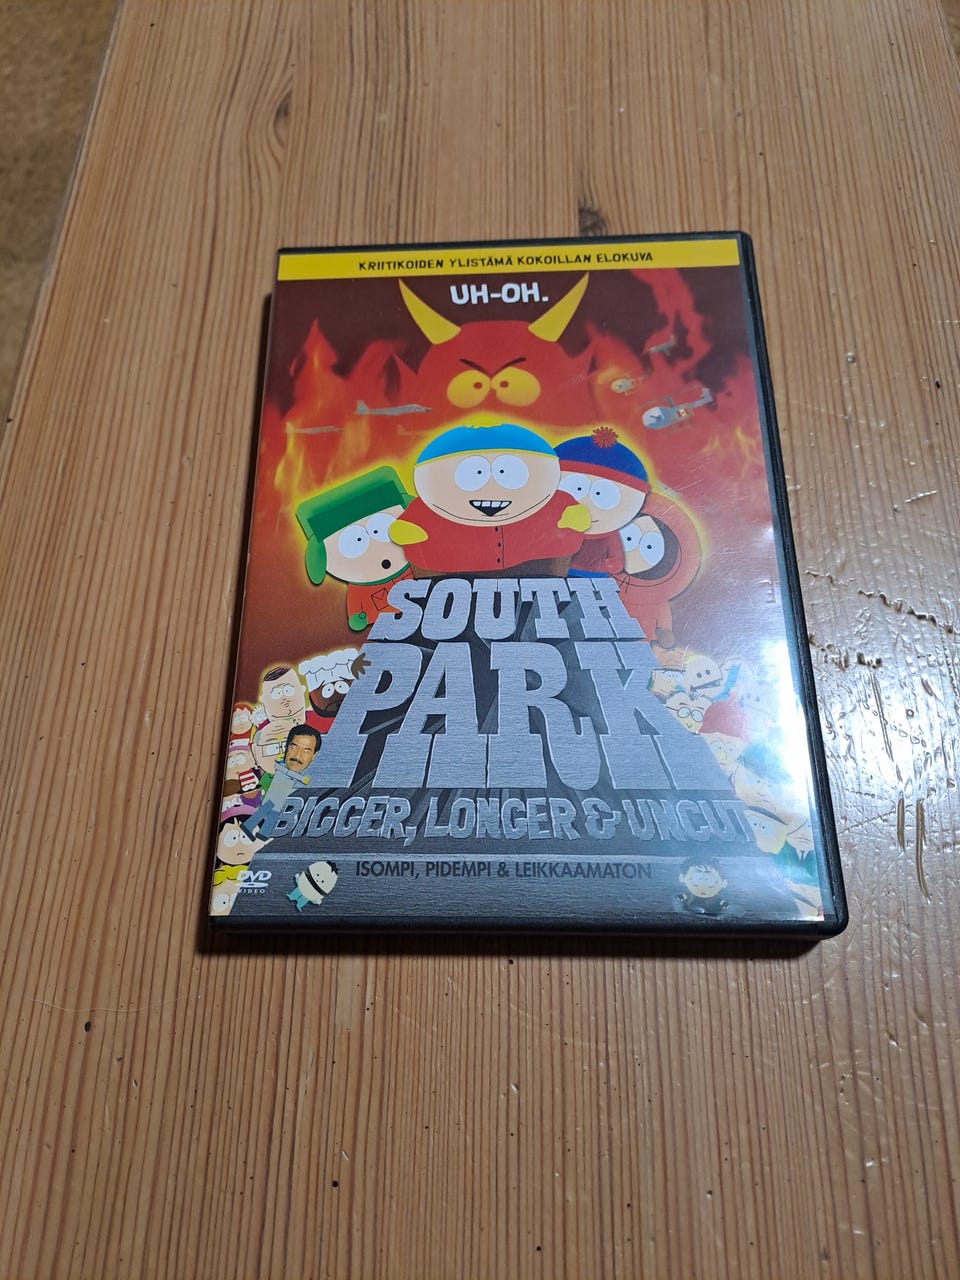 KRIITIKOIDEN YLISTÄMÄ KOKOILLAN ELOKUVA
UH-OH.
SOUTH
PARK
BIGGER, LONGER & UNCUT
ISOMPI, PIDEMPI & LEIKKAAMATON
DVD
VIDEO